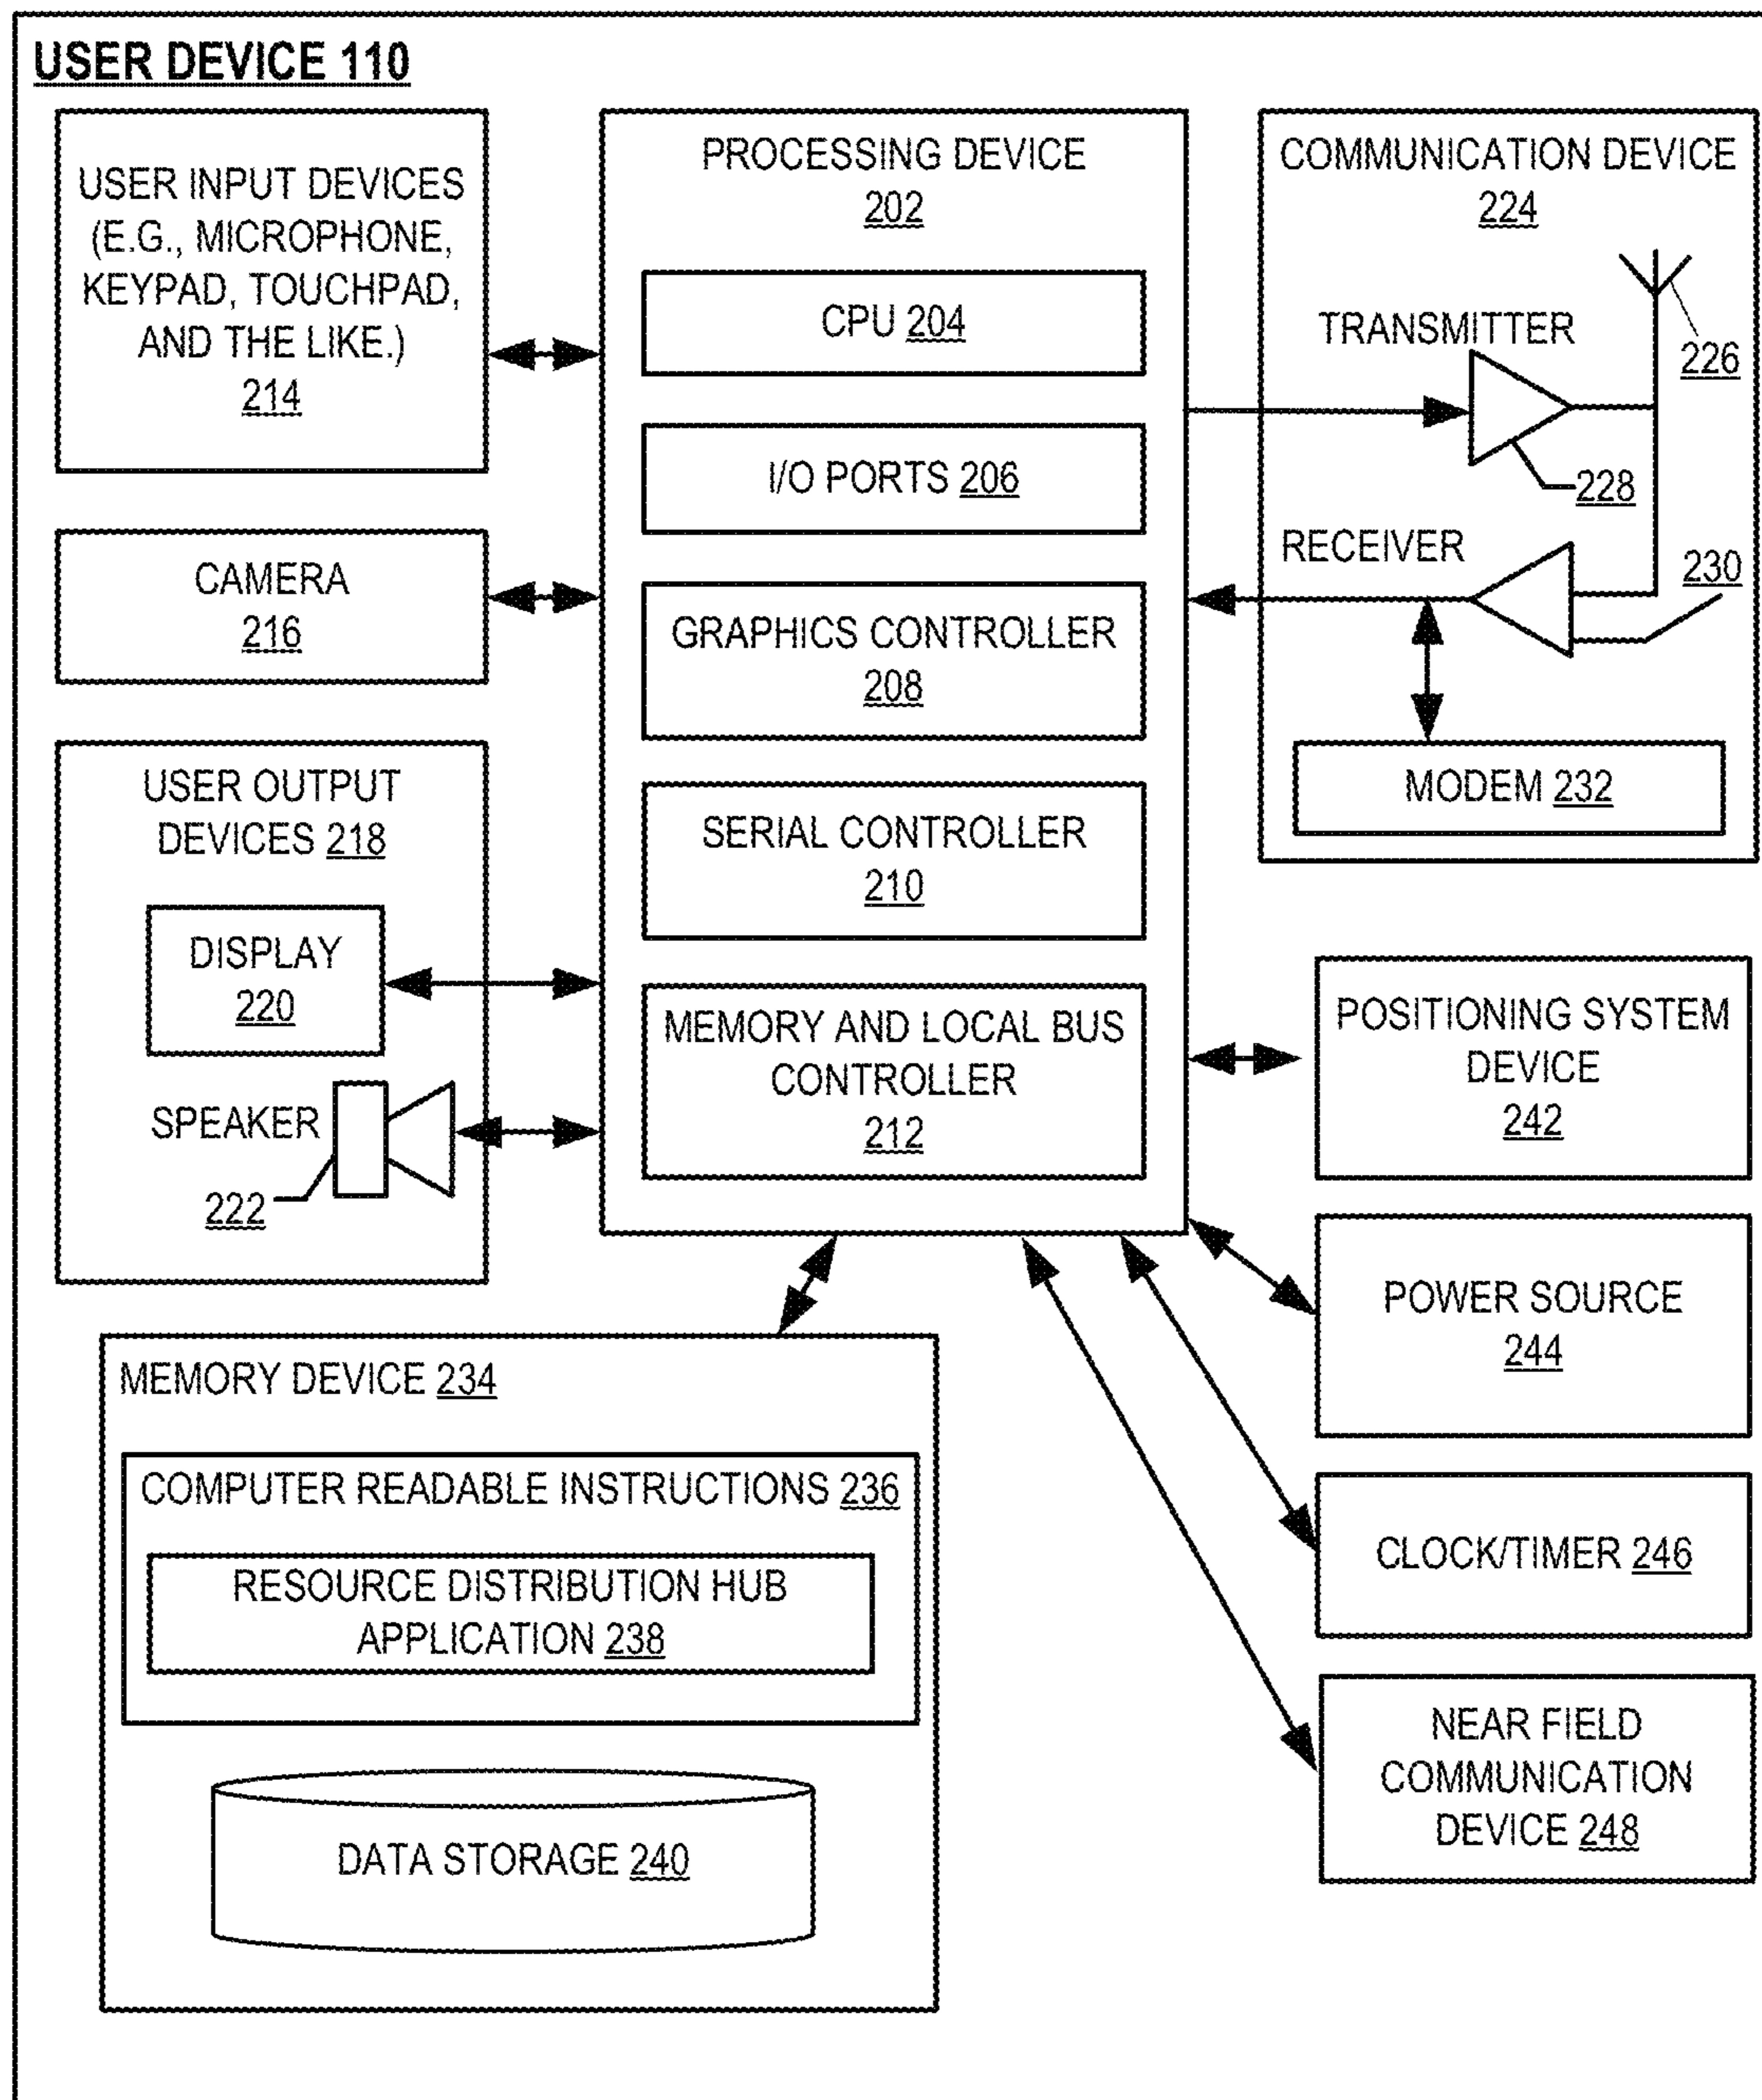 USER DEVICE 110
USER INPUT DEVICES
(E.G., MICROPHONE,
KEYPAD, TOUCHPAD,
AND THE LIKE.)
214
CAMERA
216
USER OUTPUT
DEVICES 218
DISPLAY
220
SPEAKER
222
PROCESSING DEVICE
202
CPU 204
I/O PORTS 206
GRAPHICS CONTROLLER
208
SERIAL CONTROLLER
210
MEMORY AND LOCAL BUS
CONTROLLER
212
COMMUNICATION DEVICE
224
TRANSMITTER
226
228
RECEIVER
230
MODEM 232
POSITIONING SYSTEM
DEVICE
242
POWER SOURCE
244
CLOCK/TIMER 246
NEAR FIELD
COMMUNICATION
DEVICE 248
MEMORY DEVICE 234
COMPUTER READABLE INSTRUCTIONS 236
RESOURCE DISTRIBUTION HUB
APPLICATION 238
DATA STORAGE 240